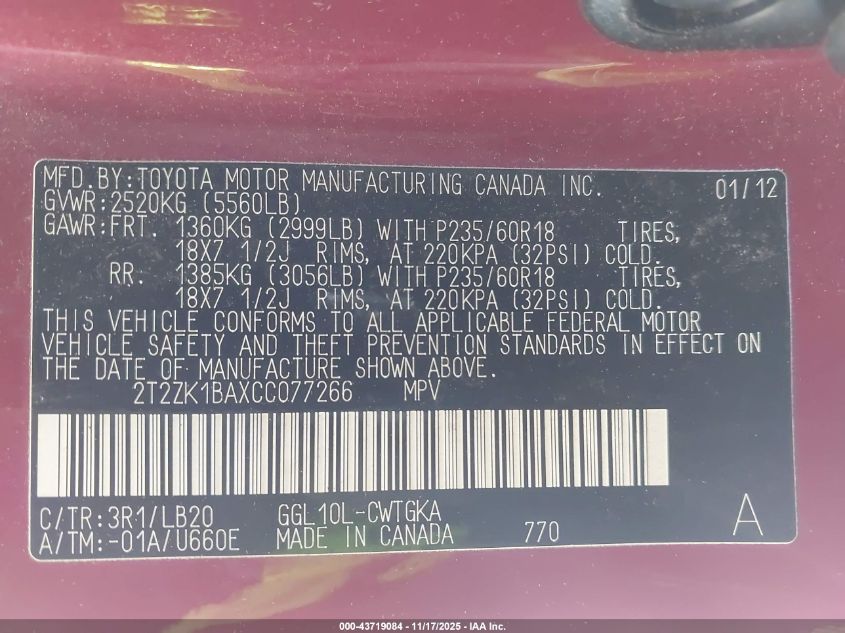 MFD.BY:TOYOTA MOTOR MANUFACTURING CANADA INC. 01/12
GVWR:2520KG (5560LB)
GAWR:FRT. 1360KG (2999LB) WITH P235/60R18 TIRES,
18X7 1/2J RIMS, AT 220KPA (32PSI) COLD.
RR. 1385KG (3056LB) WITH P235/60R18 TIRES,
18X7 1/2J RIMS, AT 220KPA (32PSI) COLD.
THIS VEHICLE CONFORMS TO ALL APPLICABLE FEDERAL MOTOR
VEHICLE SAFETY AND THEFT PREVENTION STANDARDS IN EFFECT ON
THE DATE OF MANUFACTURE SHOWN ABOVE.
2T2ZK1BAXCC077266 MPV
C/TR:3R1/LB20 GGL10L-CWTGKA
A/TM:-01A/U660E MADE IN CANADA 770 A
000-43719084 - 11/17/2025 - IAA Inc.